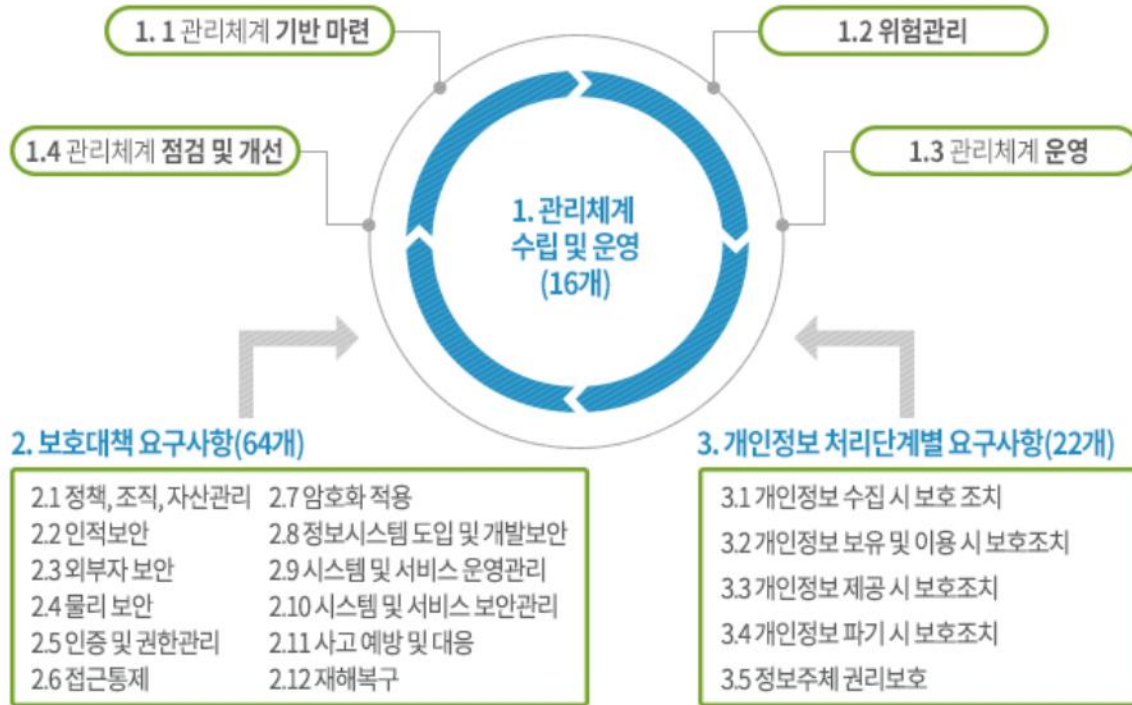 1. 1 관리체계 기반 마련
1.2 위험관리
1.4 관리체계 점검 및 개선
1.3 관리체계 운영
1. 관리체계
수립 및 운영
(16개)
2. 보호대책 요구사항(64개)
2.1 정책, 조직, 자산관리
2.2 인적보안
2.3 외부자 보안
2.4 물리 보안
2.5 인증 및 권한관리
2.6 접근통제
2.7 암호화 적용
2.8 정보시스템 도입 및 개발보안
2.9 시스템 및 서비스 운영관리
2.10 시스템 및 서비스 보안관리
2.11 사고 예방 및 대응
2.12 재해복구
3. 개인정보 처리단계별 요구사항(22개)
3.1 개인정보 수집 시 보호 조치
3.2 개인정보 보유 및 이용 시 보호조치
3.3 개인정보 제공 시 보호조치
3.4 개인정보 파기 시 보호조치
3.5 정보주체 권리보호